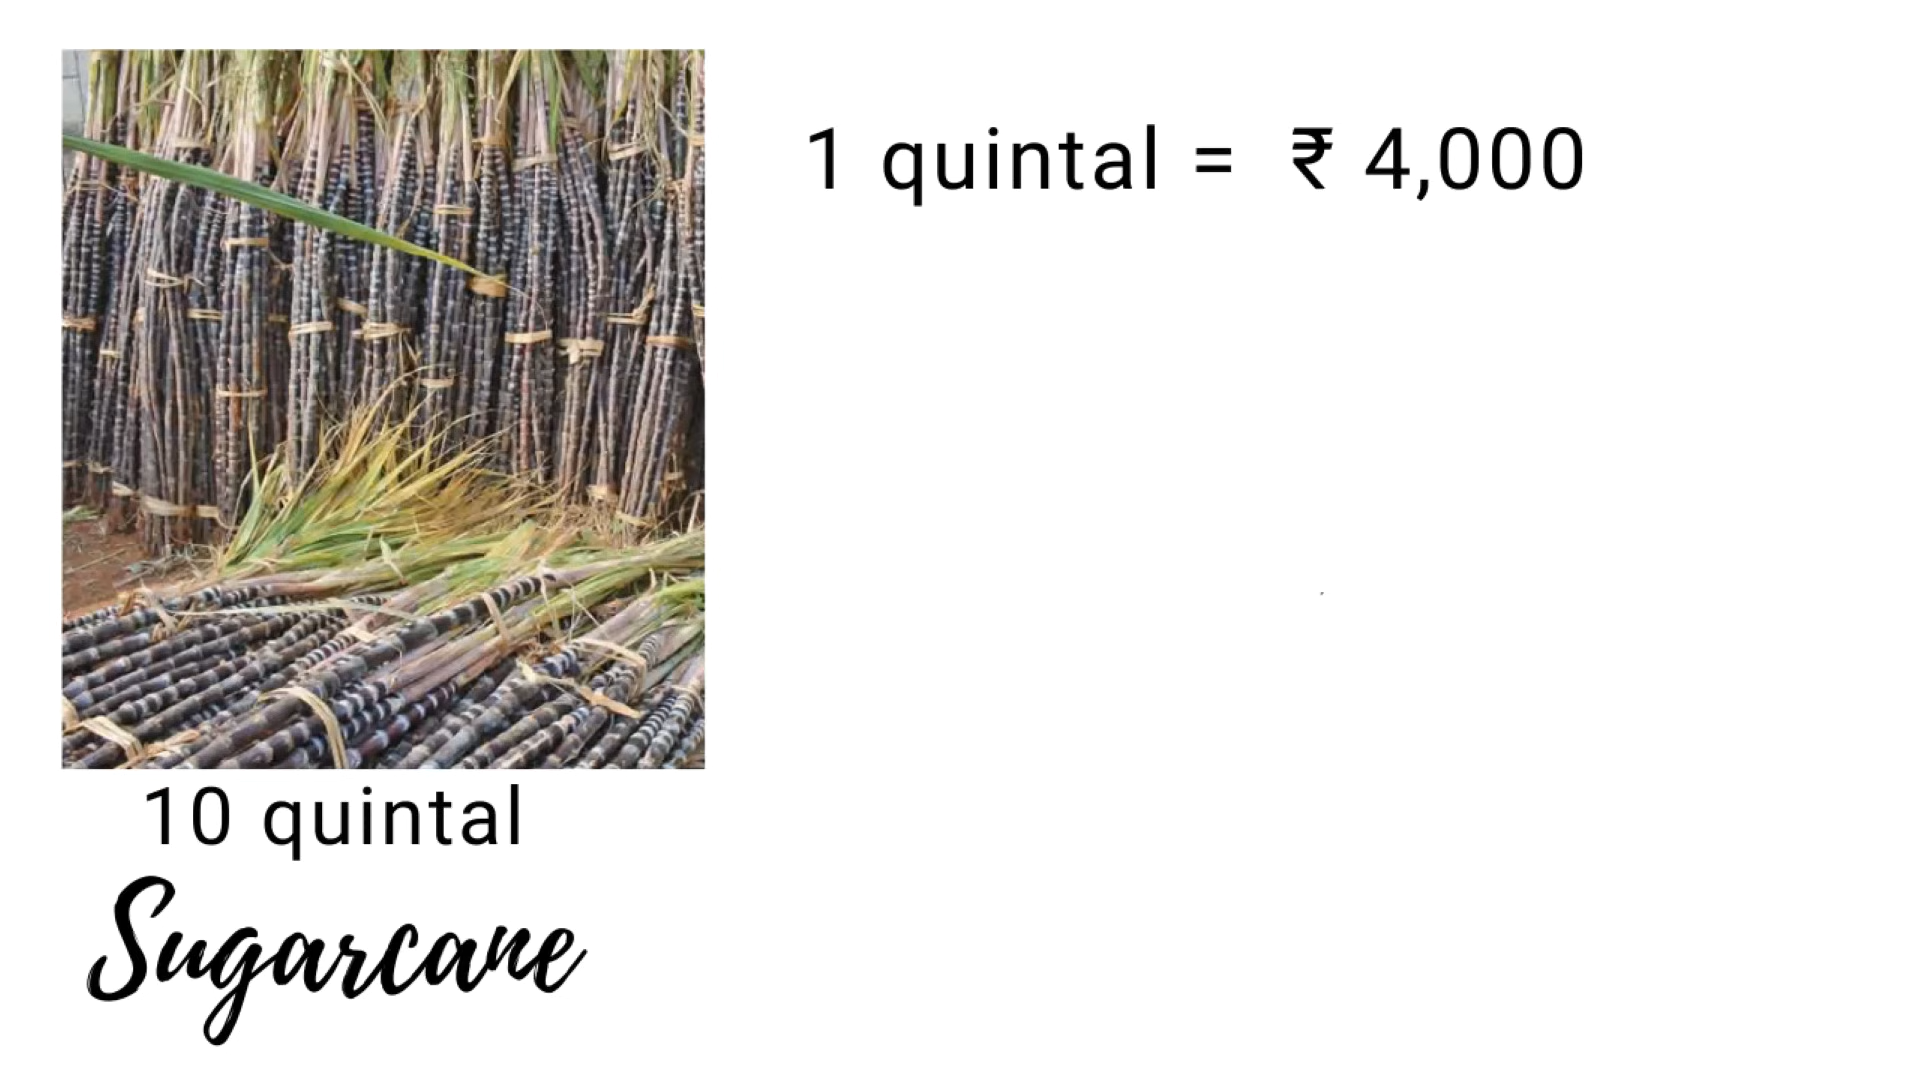 1 quintal = ₹ 4,000
10 quintal
Sugarcane